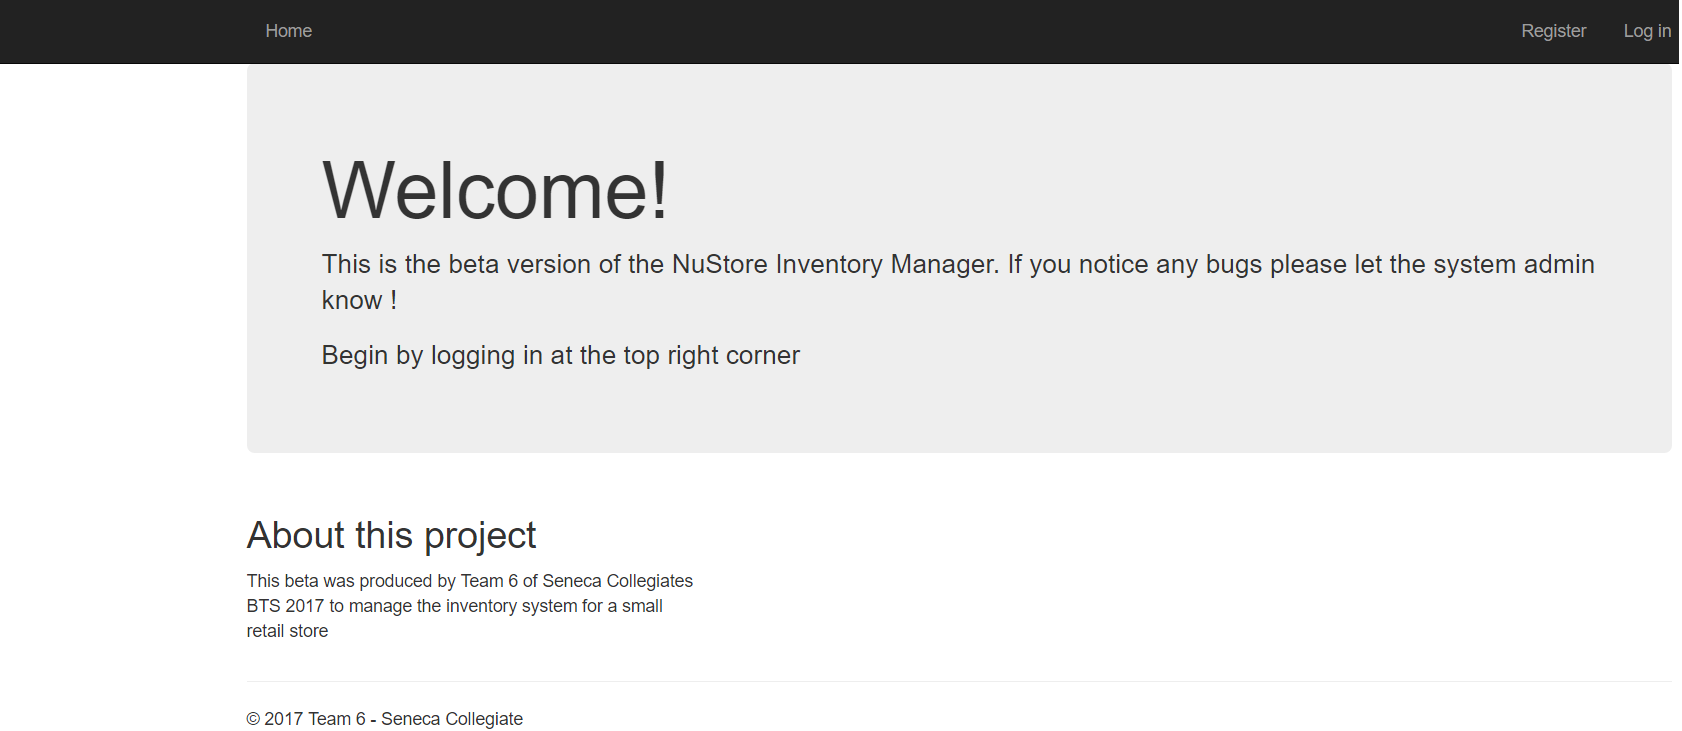 Home Register Log in
Welcome!
This is the beta version of the NuStore Inventory Manager. If you notice any bugs please let the system admin
know !
Begin by logging in at the top right corner
About this project
This beta was produced by Team 6 of Seneca Collegiates
BTS 2017 to manage the inventory system for a small
retail store
© 2017 Team 6 - Seneca Collegiate